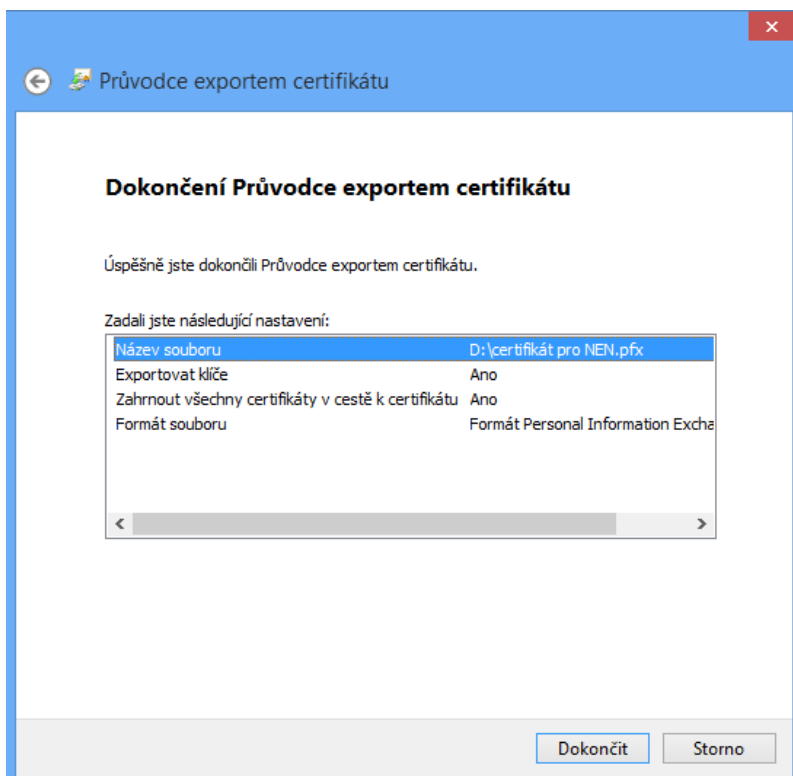 Průvodce exportem certifikátu
Dokončení Průvodce exportem certifikátu
Úspěšně jste dokončili Průvodce exportem certifikátu.
Zadali jste následující nastavení:
Název souboru D:\certifikát pro NEN.pfx
Exportovat klíče Ano
Zahrnout všechny certifikáty v cestě k certifikátu Ano
Formát souboru Formát Personal Information Excha
Dokončit Storno